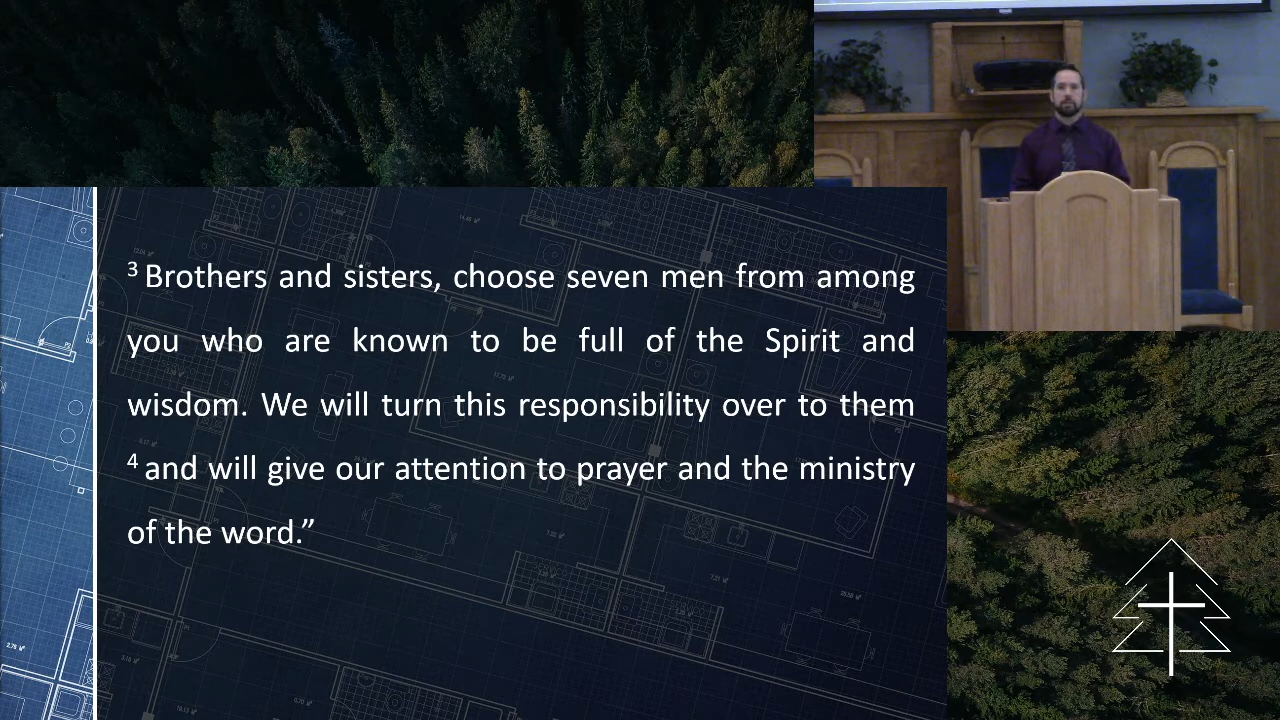 ³ Brothers and sisters, choose seven men from among
you who are known to be full of the Spirit and
wisdom. We will turn this responsibility over to them
⁴ and will give our attention to prayer and the ministry
of the word.”